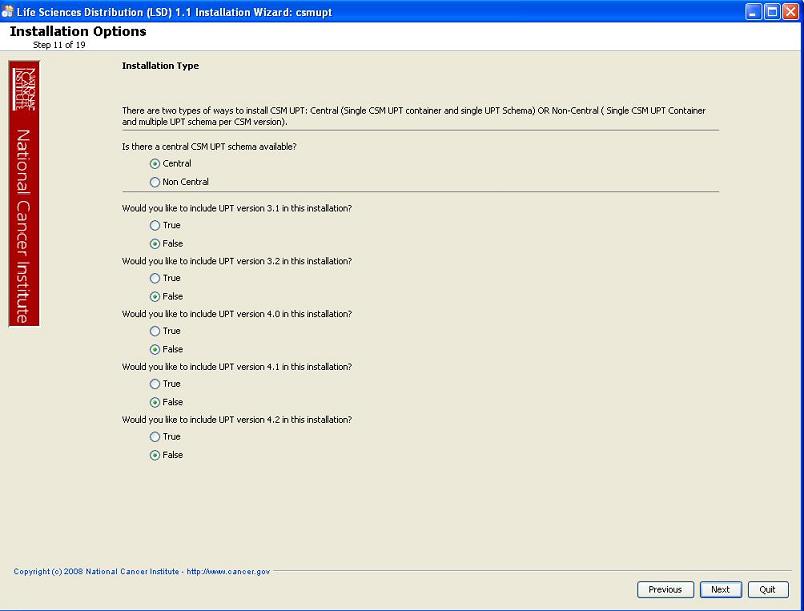 Life Sciences Distribution (LSD) 1.1 Installation Wizard: csmupt
Installation Options
Step 11 of 19
NATIONAL CANCER INSTITUTE
National Cancer Institute
Installation Type
There are two types of ways to install CSM UPT: Central (Single CSM UPT container and single UPT Schema) OR Non-Central ( Single CSM UPT Container
and multiple UPT schema per CSM version).
Is there a central CSM UPT schema available?
Central
Non Central
Would you like to include UPT version 3.1 in this installation?
True
False
Would you like to include UPT version 3.2 in this installation?
True
False
Would you like to include UPT version 4.0 in this installation?
True
False
Would you like to include UPT version 4.1 in this installation?
True
False
Would you like to include UPT version 4.2 in this installation?
True
False
Copyright (c) 2008 National Cancer Institute - http://www.cancer.gov
Previous
Next
Quit